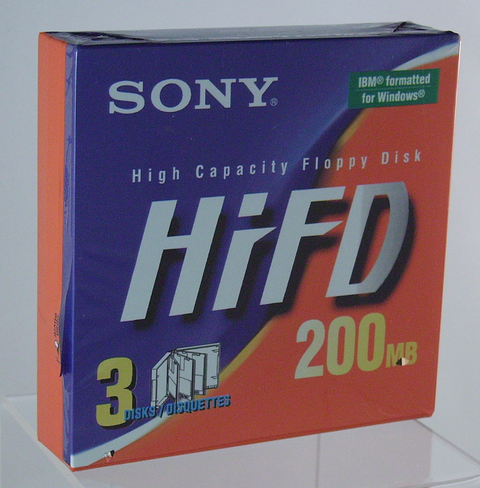 SONY®
IBM® formatted
for Windows®
High Capacity Floppy Disk
HiFD
200MB
3
DISKS / DISQUETTES